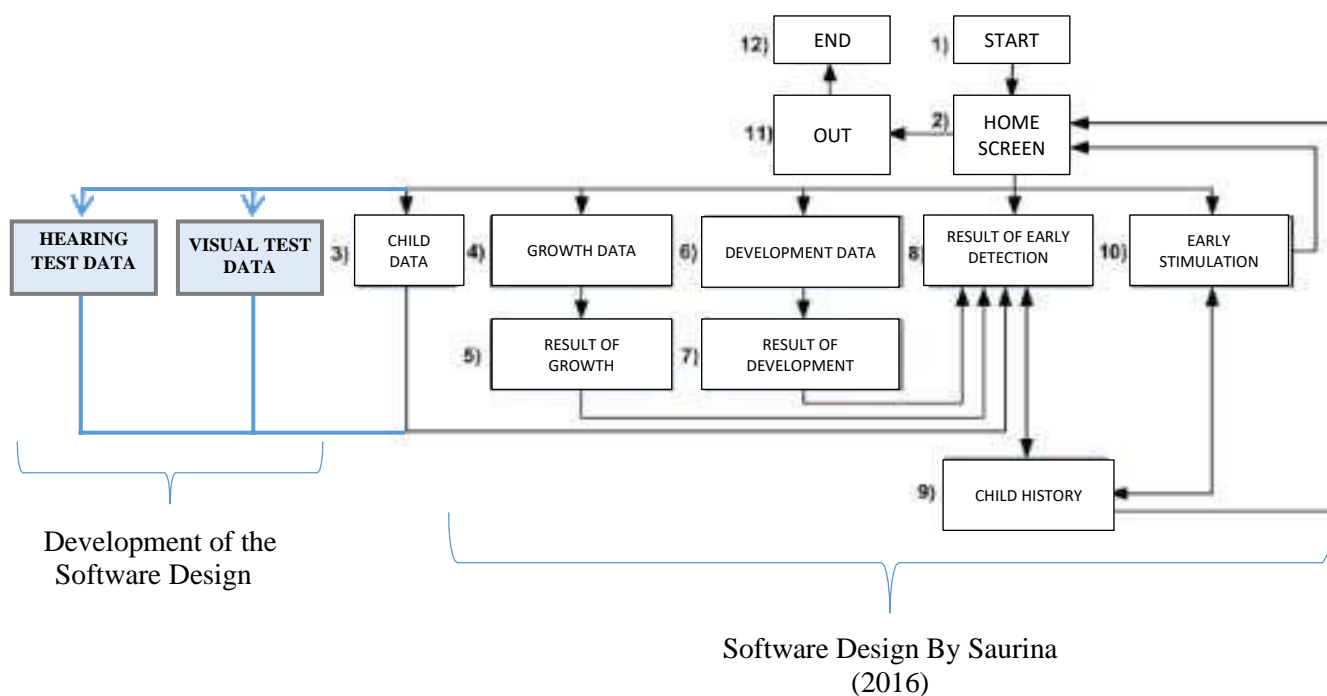 12) END
1) START
11) OUT
2) HOME
SCREEN
HEARING
TEST DATA
VISUAL TEST
DATA
3) CHILD
DATA
4) GROWTH DATA
6) DEVELOPMENT DATA
8) RESULT OF EARLY
DETECTION
10) EARLY
STIMULATION
5) RESULT OF
GROWTH
7) RESULT OF
DEVELOPMENT
9) CHILD HISTORY
Development of the
Software Design
Software Design By Saurina
(2016)